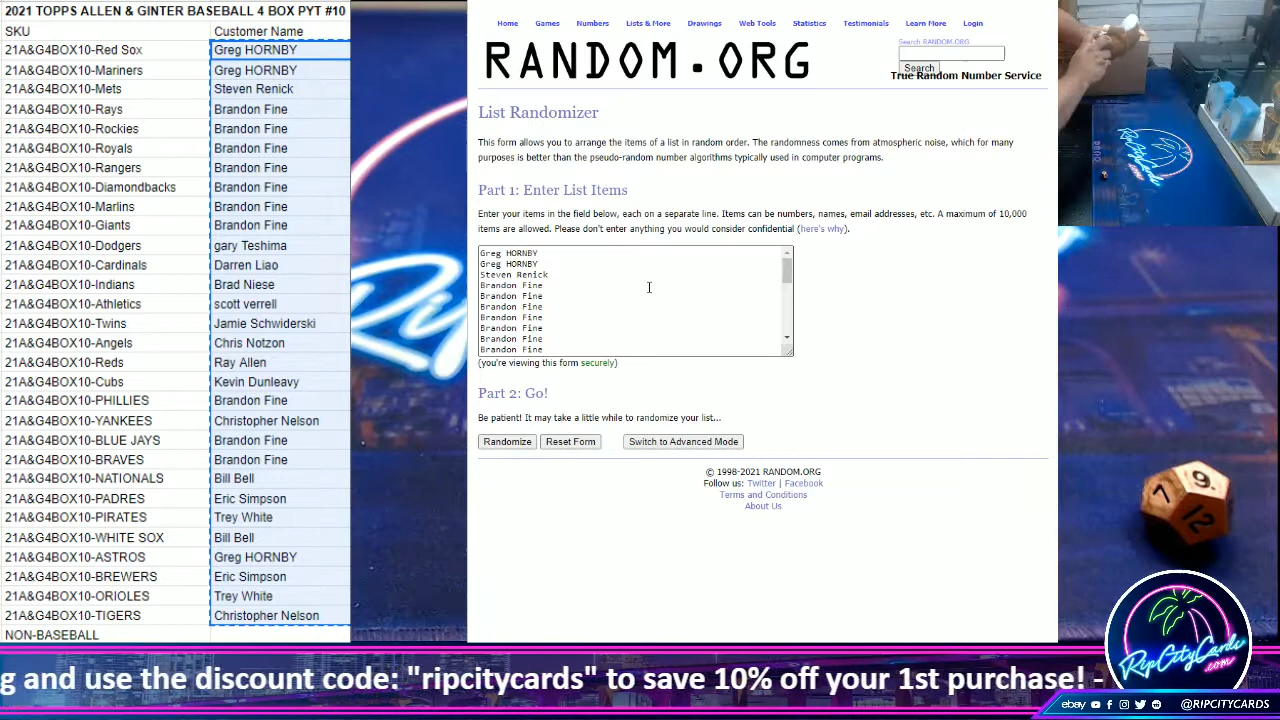 2021 TOPPS ALLEN & GINTER BASEBALL 4 BOX PYT #10
SKU Customer Name
21A&G4BOX10-Red Sox Greg HORNBY
21A&G4BOX10-Mariners Greg HORNBY
21A&G4BOX10-Mets Steven Renick
21A&G4BOX10-Rays Brandon Fine
21A&G4BOX10-Rockies Brandon Fine
21A&G4BOX10-Royals Brandon Fine
21A&G4BOX10-Rangers Brandon Fine
21A&G4BOX10-Diamondbacks Brandon Fine
21A&G4BOX10-Marlins Brandon Fine
21A&G4BOX10-Giants Brandon Fine
21A&G4BOX10-Dodgers gary Teshima
21A&G4BOX10-Cardinals Darren Liao
21A&G4BOX10-Indians Brad Niese
21A&G4BOX10-Athletics scott verrell
21A&G4BOX10-Twins Jamie Schwiderski
21A&G4BOX10-Angels Chris Notzon
21A&G4BOX10-Reds Ray Allen
21A&G4BOX10-Cubs Kevin Dunleavy
21A&G4BOX10-PHILLIES Brandon Fine
21A&G4BOX10-YANKEES Christopher Nelson
21A&G4BOX10-BLUE JAYS Brandon Fine
21A&G4BOX10-BRAVES Brandon Fine
21A&G4BOX10-NATIONALS Bill Bell
21A&G4BOX10-PADRES Eric Simpson
21A&G4BOX10-PIRATES Trey White
21A&G4BOX10-WHITE SOX Bill Bell
21A&G4BOX10-ASTROS Greg HORNBY
21A&G4BOX10-BREWERS Eric Simpson
21A&G4BOX10-ORIOLES Trey White
21A&G4BOX10-TIGERS Christopher Nelson
NON-BASEBALL
Home Games Numbers Lists & More Drawings Web Tools Statistics Testimonials Learn More Login
RANDOM.ORG
Search RANDOM.ORG
Search
True Random Number Service
List Randomizer
This form allows you to arrange the items of a list in random order. The randomness comes from atmospheric noise, which for many
purposes is better than the pseudo-random number algorithms typically used in computer programs.
Part 1: Enter List Items
Enter your items in the field below, each on a separate line. Items can be numbers, names, email addresses, etc. A maximum of 10,000
items are allowed. Please don't enter anything you would consider confidential (here's why).
Greg HORNBY
Greg HORNBY
Steven Renick
Brandon Fine
Brandon Fine
Brandon Fine
Brandon Fine
Brandon Fine
Brandon Fine
Brandon Fine
(you're viewing this form securely)
Part 2: Go!
Be patient! It may take a little while to randomize your list...
Randomize Reset Form Switch to Advanced Mode
© 1998-2021 RANDOM.ORG
Follow us: Twitter | Facebook
Terms and Conditions
About Us
7 9. 12
RipCityCards
.com
g and use the discount code: "ripcitycards" to save 10% off your 1st purchase! -
ebay @RIPCITYCARDS